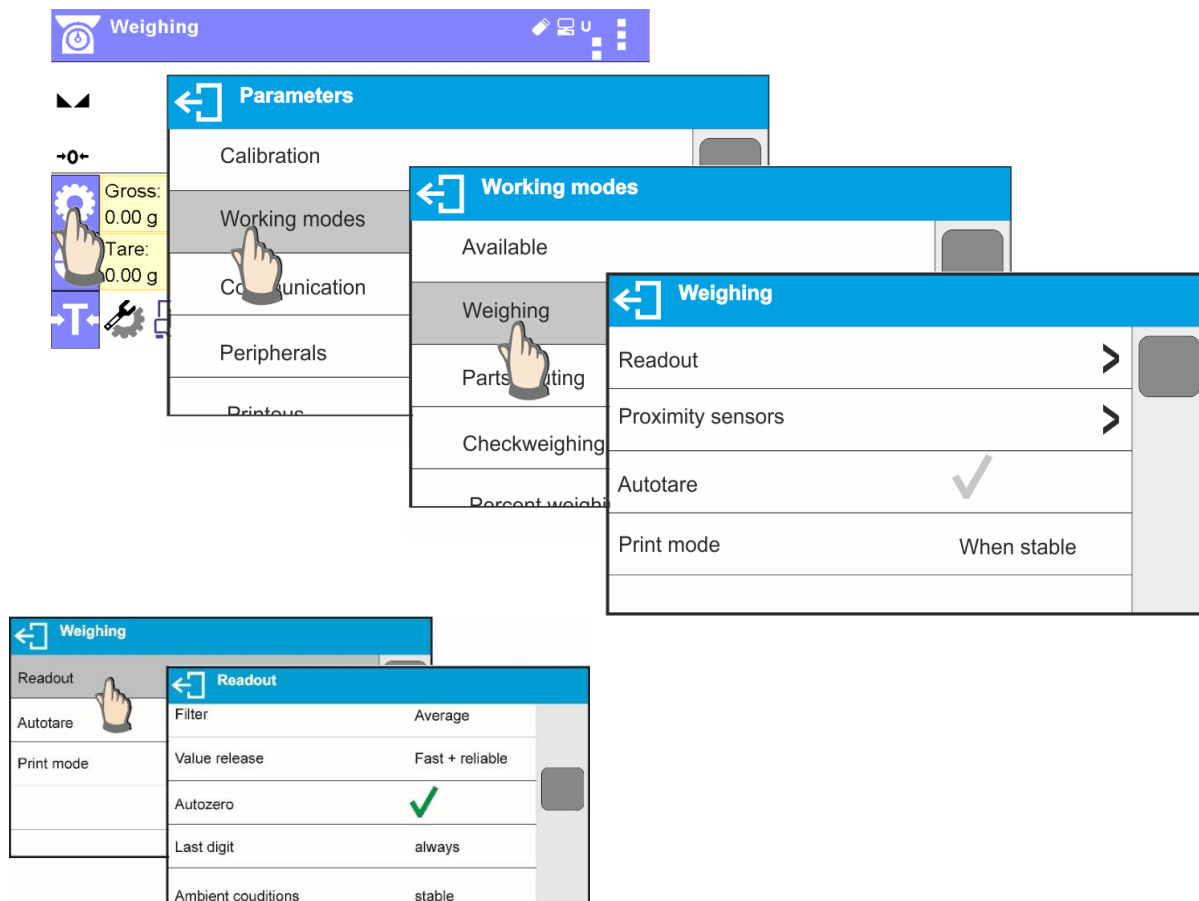 Weighing
U
Parameters
Calibration
→0←
Gross:
0.00 g
Working modes
Tare:
0.00 g
→T←
Peripherals
Working modes
Available
Weighing
Checkweighing
Weighing
Readout >
Proximity sensors >
Autotare
Print mode When stable
Weighing
Readout
Autotare
Print mode
Readout
Filter Average
Value release Fast + reliable
Autozero
Last digit always
Ambient couditions stable